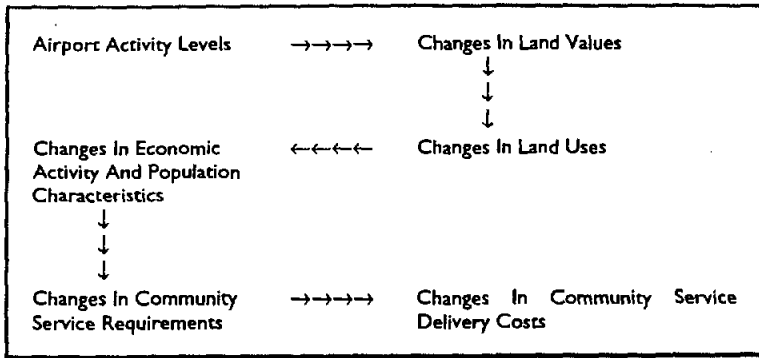 Airport Activity Levels →→→→ Changes In Land Values
↓
↓
↓
Changes In Economic ←←←← Changes In Land Uses
Activity And Population
Characteristics
↓
↓
↓
Changes In Community →→→→ Changes In Community Service
Service Requirements Delivery Costs